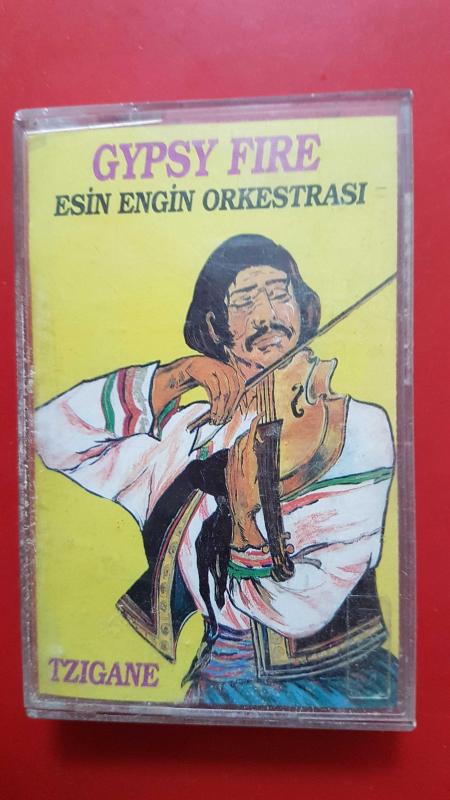 GYPSY FIRE
ESİN ENGİN ORKESTRASI
TZIGANE